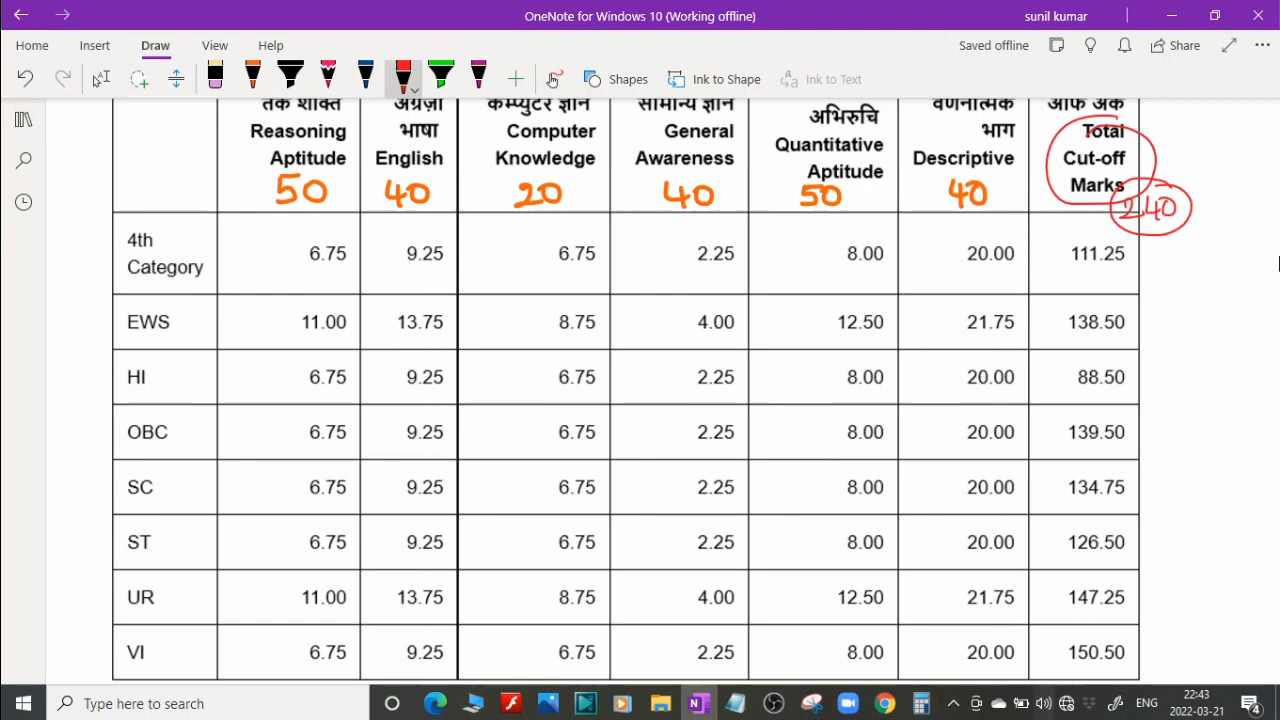 OneNote for Windows 10 (Working offline)
sunil kumar
Home Insert Draw View Help
Saved offline
Share
Shapes
Ink to Shape
Ink to Text
Reasoning
Aptitude
50
भाषा
English
40
कम्प्युटर ज्ञान
Computer
Knowledge
20
सामान्य ज्ञान
General
Awareness
40
अभिरुचि
Quantitative
Aptitude
50
वर्णनात्मक
भाग
Descriptive
40
Total
Cut-off
Marks
240
4th
Category 6.75 9.25 6.75 2.25 8.00 20.00 111.25
EWS 11.00 13.75 8.75 4.00 12.50 21.75 138.50
HI 6.75 9.25 6.75 2.25 8.00 20.00 88.50
OBC 6.75 9.25 6.75 2.25 8.00 20.00 139.50
SC 6.75 9.25 6.75 2.25 8.00 20.00 134.75
ST 6.75 9.25 6.75 2.25 8.00 20.00 126.50
UR 11.00 13.75 8.75 4.00 12.50 21.75 147.25
VI 6.75 9.25 6.75 2.25 8.00 20.00 150.50
Type here to search
ENG
22:43
2022-03-21
4